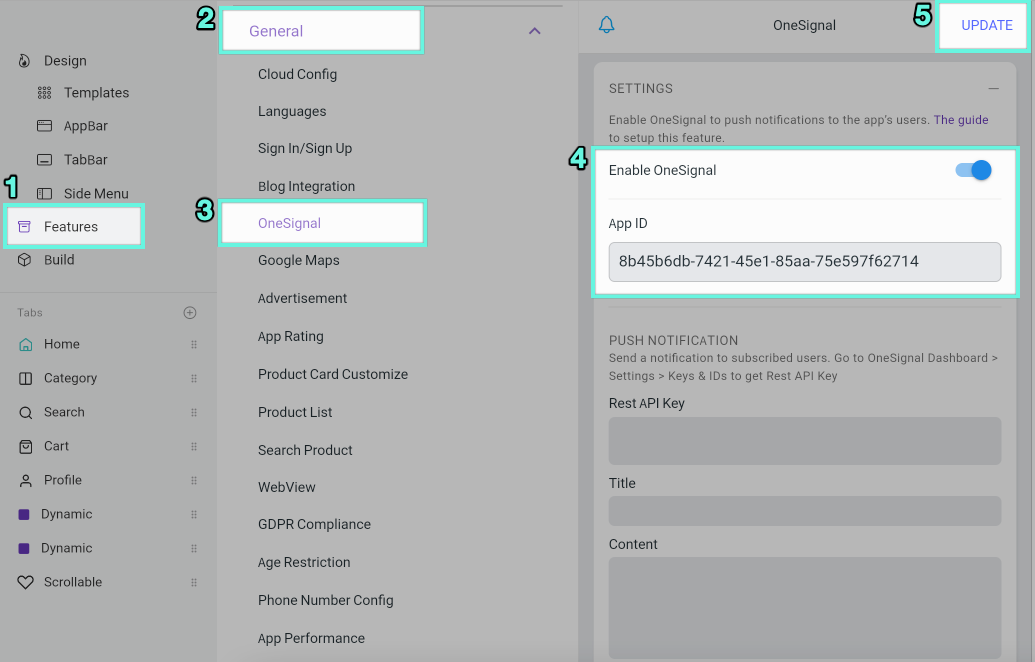 1
Design
Templates
AppBar
TabBar
Side Menu
Features
Build
Tabs
Home
Category
Search
Cart
Profile
Dynamic
Dynamic
Scrollable
2
General
Cloud Config
Languages
Sign In/Sign Up
Blog Integration
3
OneSignal
Google Maps
Advertisement
App Rating
Product Card Customize
Product List
Search Product
WebView
GDPR Compliance
Age Restriction
Phone Number Config
App Performance
OneSignal
5
UPDATE
SETTINGS
Enable OneSignal to push notifications to the app's users. The guide
to setup this feature.
4
Enable OneSignal
App ID
8b45b6db-7421-45e1-85aa-75e597f62714
PUSH NOTIFICATION
Send a notification to subscribed users. Go to OneSignal Dashboard >
Settings > Keys & IDs to get Rest API Key
Rest API Key
Title
Content